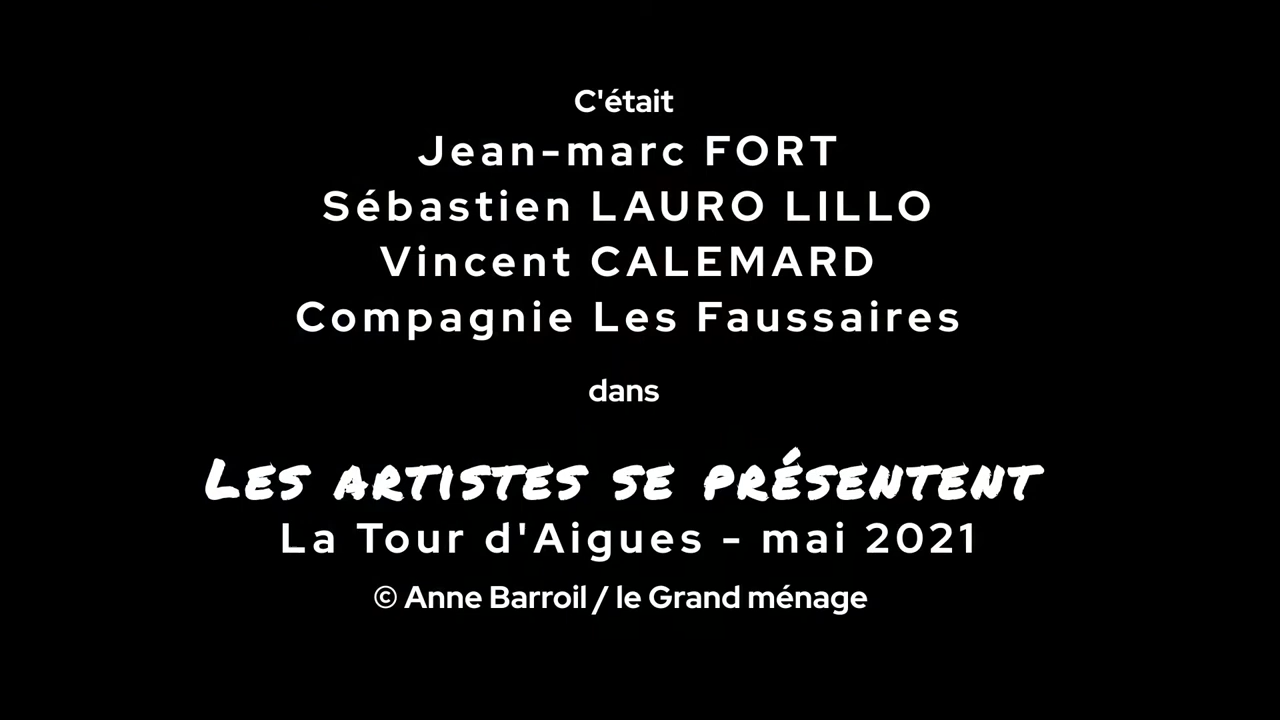 C'était
Jean-marc FORT
Sébastien LAURO LILLO
Vincent CALEMARD
Compagnie Les Faussaires
dans
LES ARTISTES SE PRÉSENTENT
La Tour d'Aigues - mai 2021
© Anne Barroil / le Grand ménage